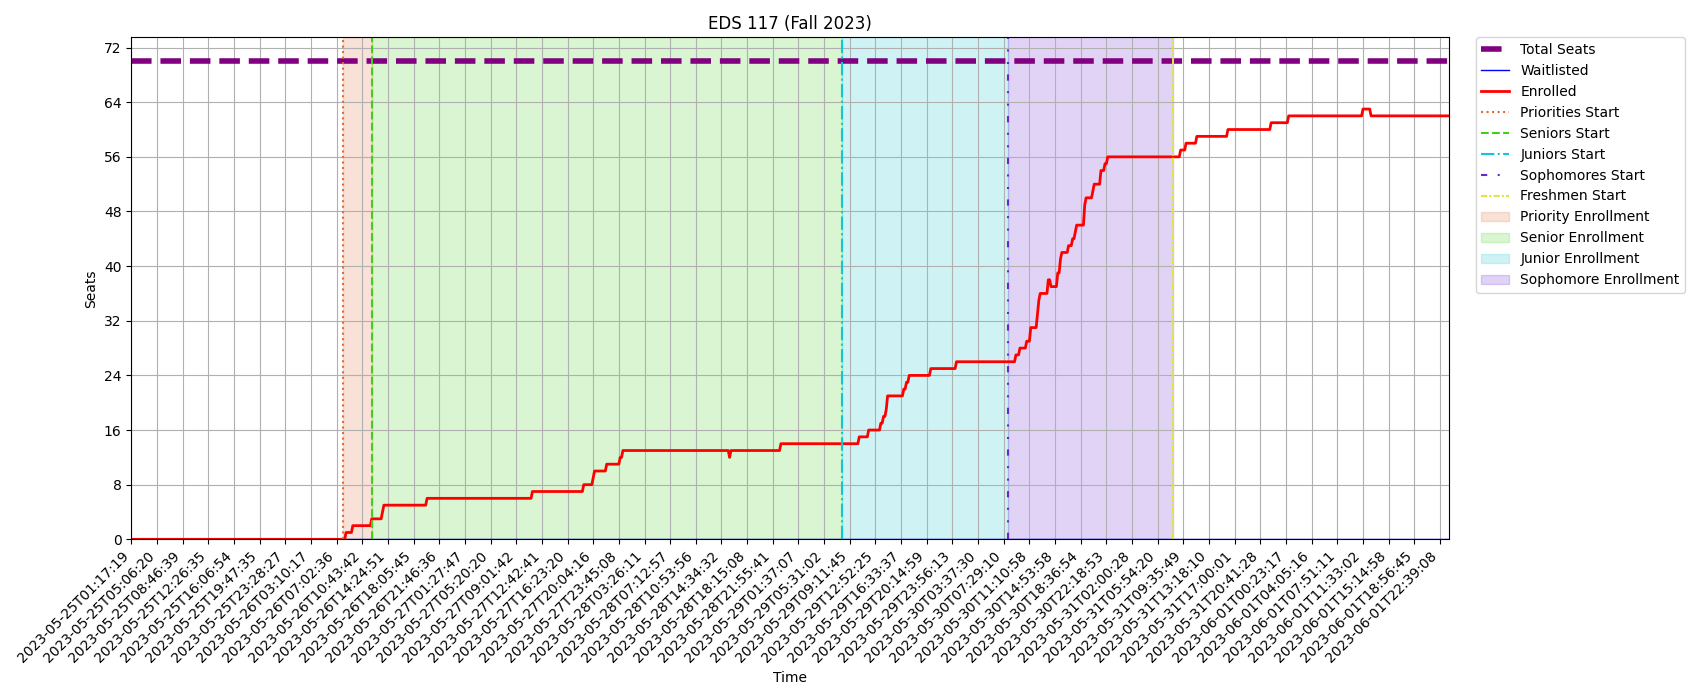 EDS 117 (Fall 2023)
72
64
56
48
40
32
24
16
8
0
Seats
2023-05-25T01:17:19
2023-05-25T05:06:20
2023-05-25T08:46:39
2023-05-25T12:26:35
2023-05-25T16:06:54
2023-05-25T19:47:35
2023-05-25T23:28:27
2023-05-26T03:10:17
2023-05-26T07:02:36
2023-05-26T10:43:42
2023-05-26T14:24:51
2023-05-26T18:05:45
2023-05-26T21:46:36
2023-05-27T01:27:47
2023-05-27T05:20:20
2023-05-27T09:01:42
2023-05-27T12:42:41
2023-05-27T16:23:20
2023-05-27T20:04:16
2023-05-27T23:45:08
2023-05-28T03:26:11
2023-05-28T07:12:57
2023-05-28T10:53:56
2023-05-28T14:34:32
2023-05-28T18:15:08
2023-05-28T21:55:41
2023-05-29T01:37:07
2023-05-29T05:31:02
2023-05-29T09:11:45
2023-05-29T12:52:25
2023-05-29T16:33:37
2023-05-29T20:14:59
2023-05-29T23:56:13
2023-05-30T03:37:30
2023-05-30T07:29:10
2023-05-30T11:10:58
2023-05-30T14:53:58
2023-05-30T18:36:54
2023-05-30T22:18:53
2023-05-31T02:00:28
2023-05-31T05:54:20
2023-05-31T09:35:49
2023-05-31T13:18:10
2023-05-31T17:00:01
2023-05-31T20:41:28
2023-06-01T00:23:17
2023-06-01T04:05:16
2023-06-01T07:51:11
2023-06-01T11:33:02
2023-06-01T15:14:58
2023-06-01T18:56:45
2023-06-01T22:39:08
Time
Total Seats
Waitlisted
Enrolled
Priorities Start
Seniors Start
Juniors Start
Sophomores Start
Freshmen Start
Priority Enrollment
Senior Enrollment
Junior Enrollment
Sophomore Enrollment